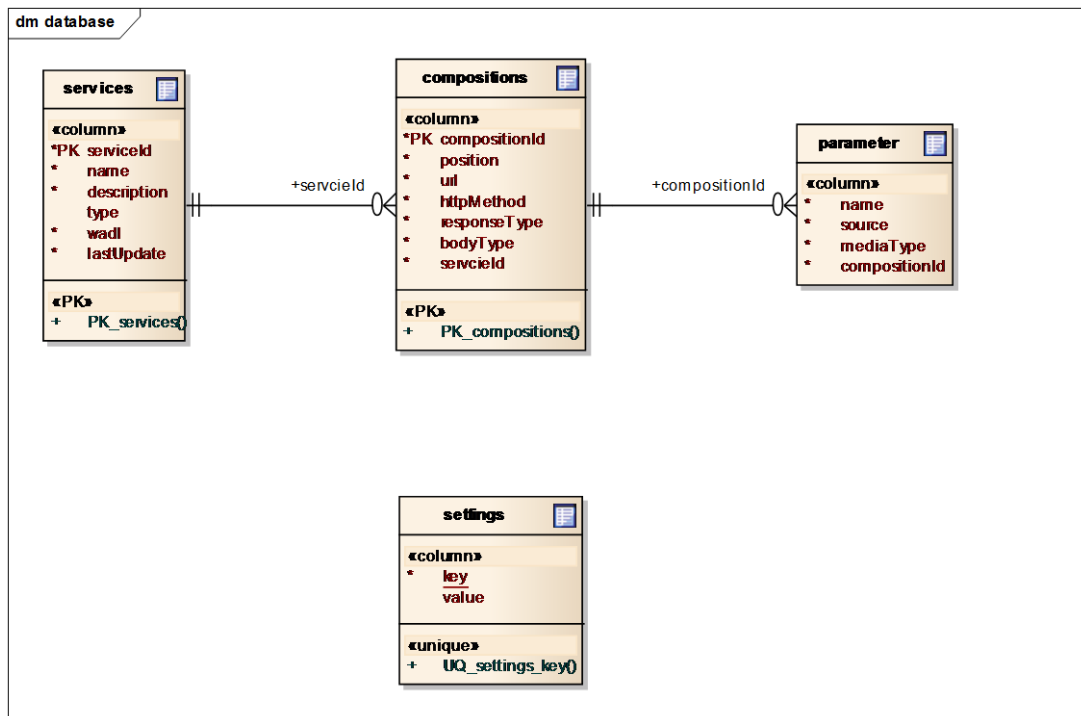 dm database
services
«column»
*PK serviceId
* name
* description
type
* wadl
* lastUpdate
«PK»
+ PK_services()
+servcieId
compositions
«column»
*PK compositionId
* position
* url
* httpMethod
* responseType
* bodyType
* servcieId
«PK»
+ PK_compositions()
+compositionId
parameter
«column»
* name
* source
* mediaType
* compositionId
settings
«column»
* key
value
«unique»
+ UQ_settings_key()